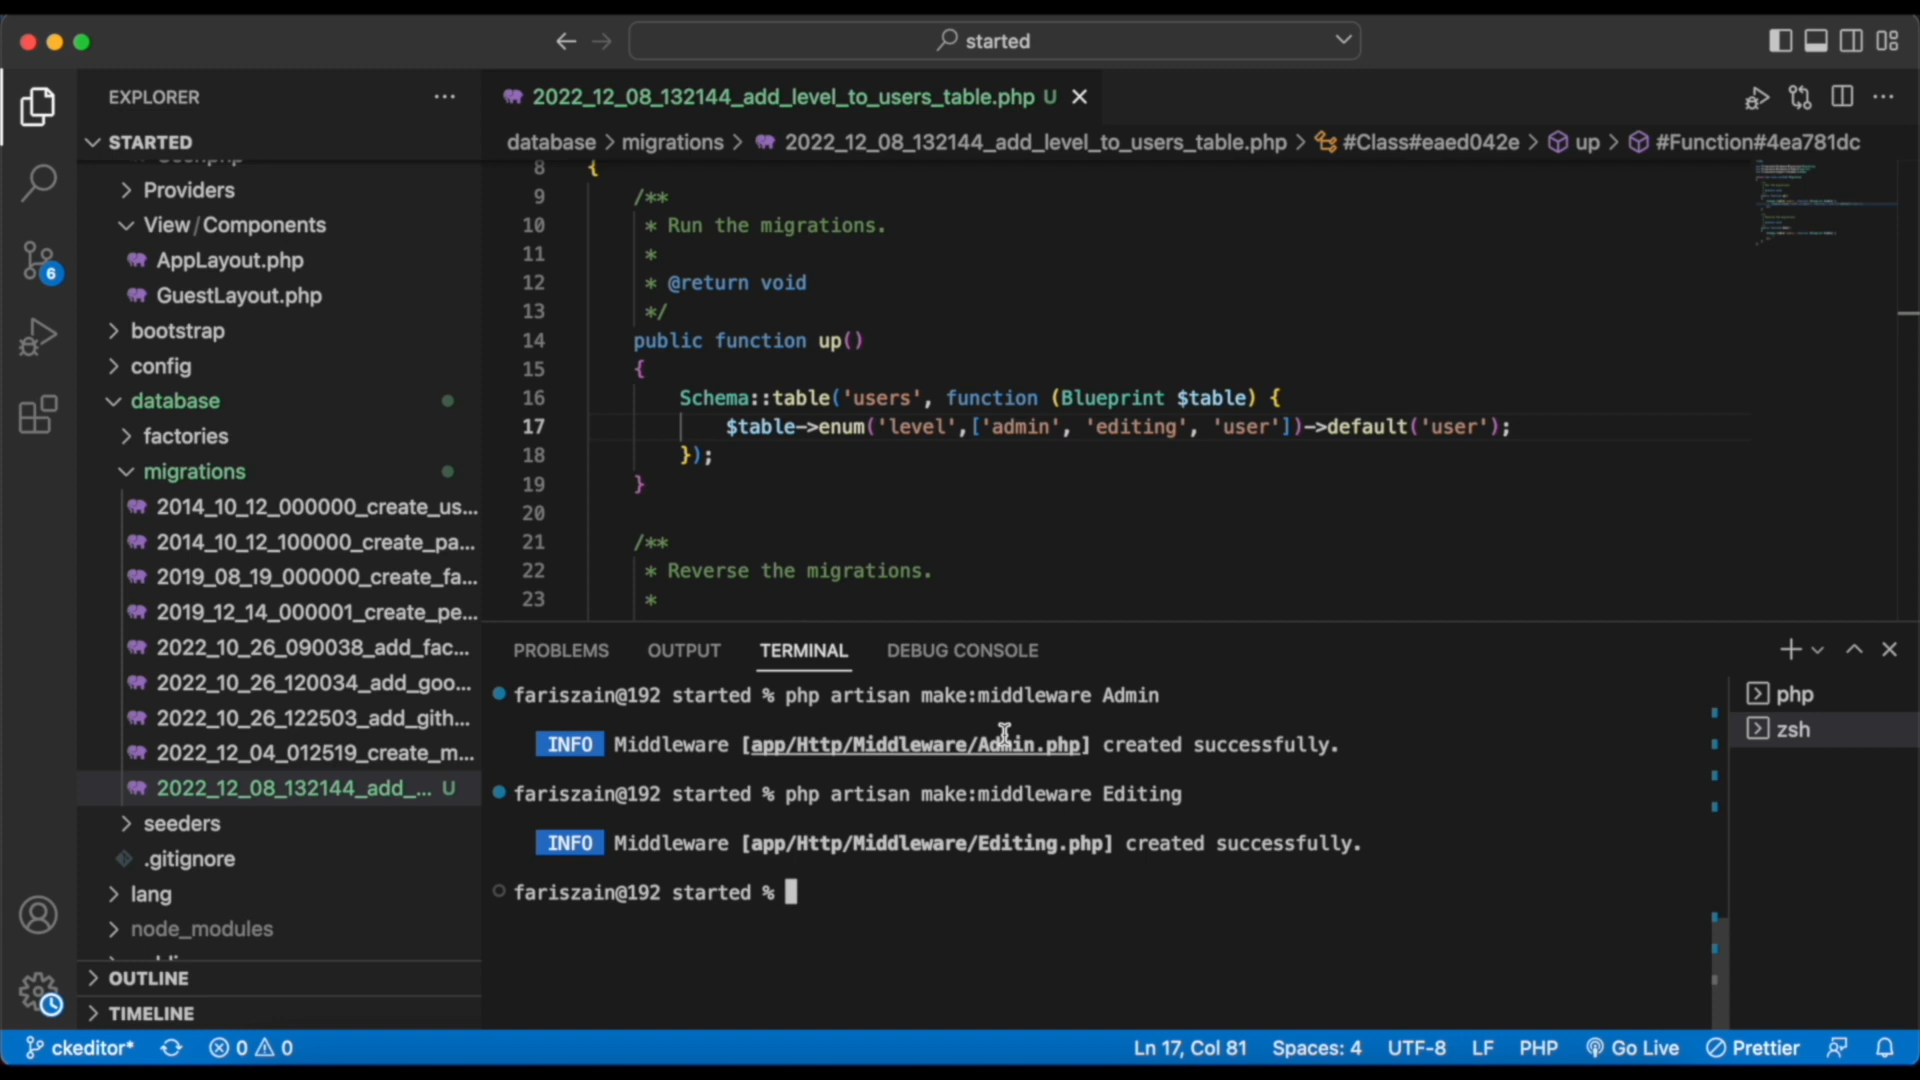 started
EXPLORER
STARTED
Providers
View/Components
AppLayout.php
GuestLayout.php
bootstrap
config
database
factories
migrations
2014_10_12_000000_create_us...
2014_10_12_100000_create_pa...
2019_08_19_000000_create_fa...
2019_12_14_000001_create_pe...
2022_10_26_090038_add_fac...
2022_10_26_120034_add_goo...
2022_10_26_122503_add_gith...
2022_12_04_012519_create_m...
2022_12_08_132144_add_... U
seeders
.gitignore
lang
node_modules
OUTLINE
TIMELINE
6
2022_12_08_132144_add_level_to_users_table.php U
database > migrations > 2022_12_08_132144_add_level_to_users_table.php > #Class#eaed042e > up > #Function#4ea781dc
8 {
9 /**
10 * Run the migrations.
11 *
12 * @return void
13 */
14 public function up()
15 {
16 Schema::table('users', function (Blueprint $table) {
17 $table->enum('level',['admin', 'editing', 'user'])->default('user');
18 });
19 }
20
21 /**
22 * Reverse the migrations.
23 *
PROBLEMS OUTPUT TERMINAL DEBUG CONSOLE
fariszain@192 started % php artisan make:middleware Admin
INFO Middleware [app/Http/Middleware/Admin.php] created successfully.
fariszain@192 started % php artisan make:middleware Editing
INFO Middleware [app/Http/Middleware/Editing.php] created successfully.
fariszain@192 started %
php
zsh
ckeditor* 0 0 Ln 17, Col 81 Spaces: 4 UTF-8 LF PHP Go Live Prettier